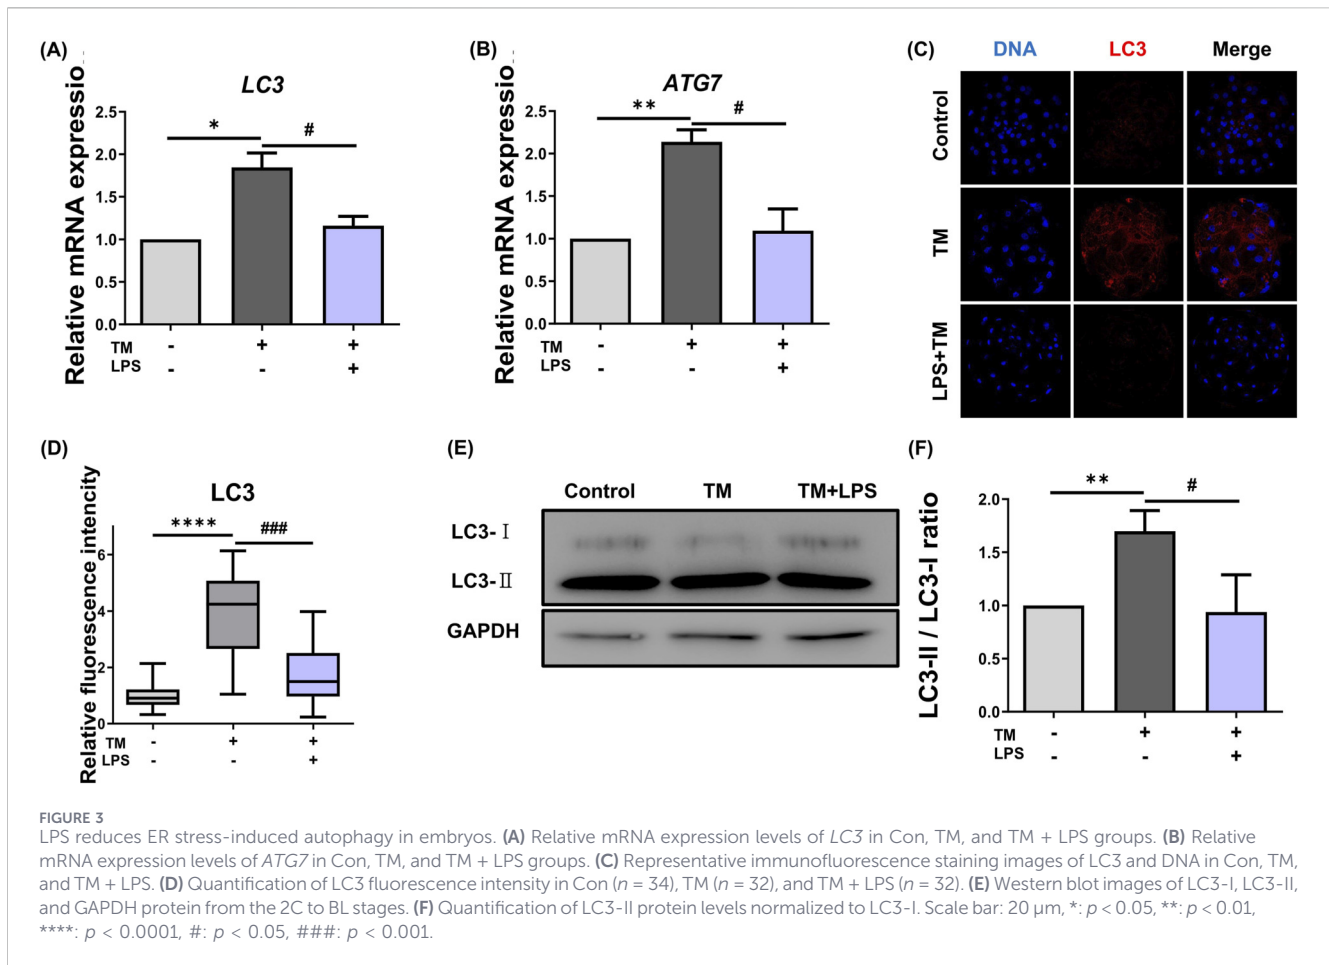 (A)
LC3
Relative mRNA expressio
2.5
2.0
1.5
1.0
0.5
0.0
*
#
TM - + +
LPS - - +
(B)
ATG7
Relative mRNA expressio
2.5
2.0
1.5
1.0
0.5
0.0
**
#
TM - + +
LPS - - +
(C)
DNA LC3 Merge
Control
TM
LPS+TM
(D)
LC3
Relative fluorescence intencity
6
4
2
0
****
###
TM - + +
LPS - - +
(E)
Control TM TM+LPS
LC3-Ⅰ
LC3-Ⅱ
GAPDH
(F)
LC3-II / LC3-I ratio
2.0
1.5
1.0
0.5
0.0
**
#
TM - + +
LPS - - +
FIGURE 3
LPS reduces ER stress-induced autophagy in embryos. (A) Relative mRNA expression levels of LC3 in Con, TM, and TM + LPS groups. (B) Relative
mRNA expression levels of ATG7 in Con, TM, and TM + LPS groups. (C) Representative immunofluorescence staining images of LC3 and DNA in Con, TM,
and TM + LPS. (D) Quantification of LC3 fluorescence intensity in Con (n = 34), TM (n = 32), and TM + LPS (n = 32). (E) Western blot images of LC3-I, LC3-II,
and GAPDH protein from the 2C to BL stages. (F) Quantification of LC3-II protein levels normalized to LC3-I. Scale bar: 20 μm, *: p < 0.05, **: p < 0.01,
****: p < 0.0001, #: p < 0.05, ###: p < 0.001.